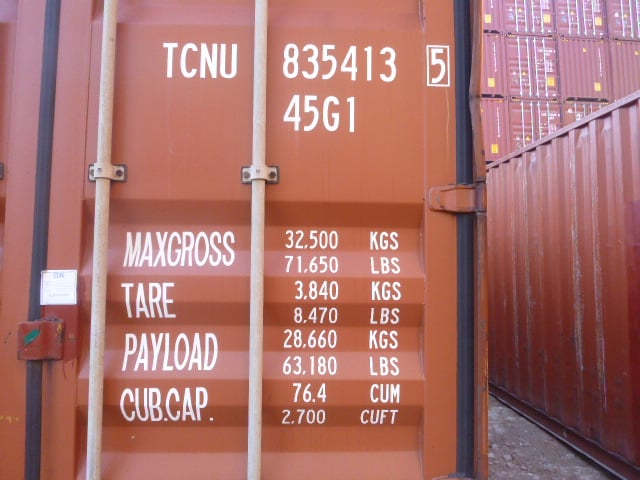 TCNU 835413 5
45G1
MAXGROSS 32,500 KGS
71,650 LBS
TARE 3,840 KGS
8,470 LBS
PAYLOAD 28,660 KGS
63,180 LBS
CUB.CAP. 76.4 CUM
2,700 CUFT
OK